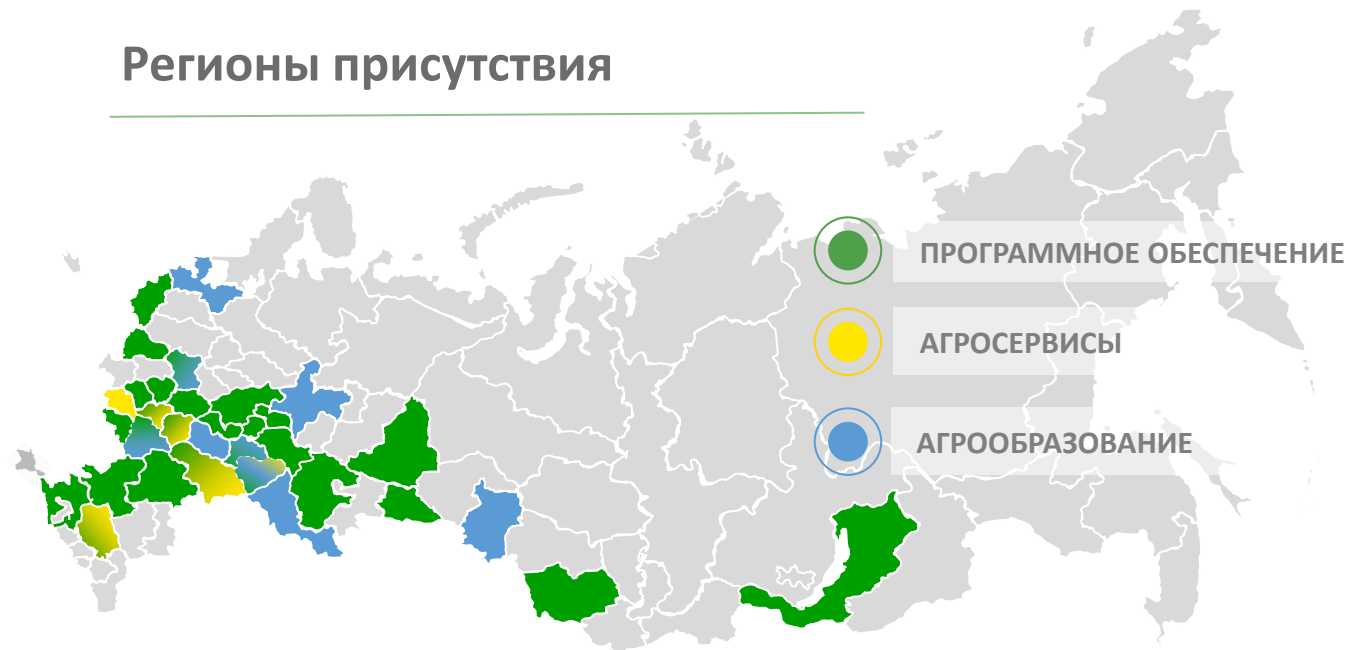 Регионы присутствия
ПРОГРАММНОЕ ОБЕСПЕЧЕНИЕ
АГРОСЕРВИСЫ
АГРООБРАЗОВАНИЕ